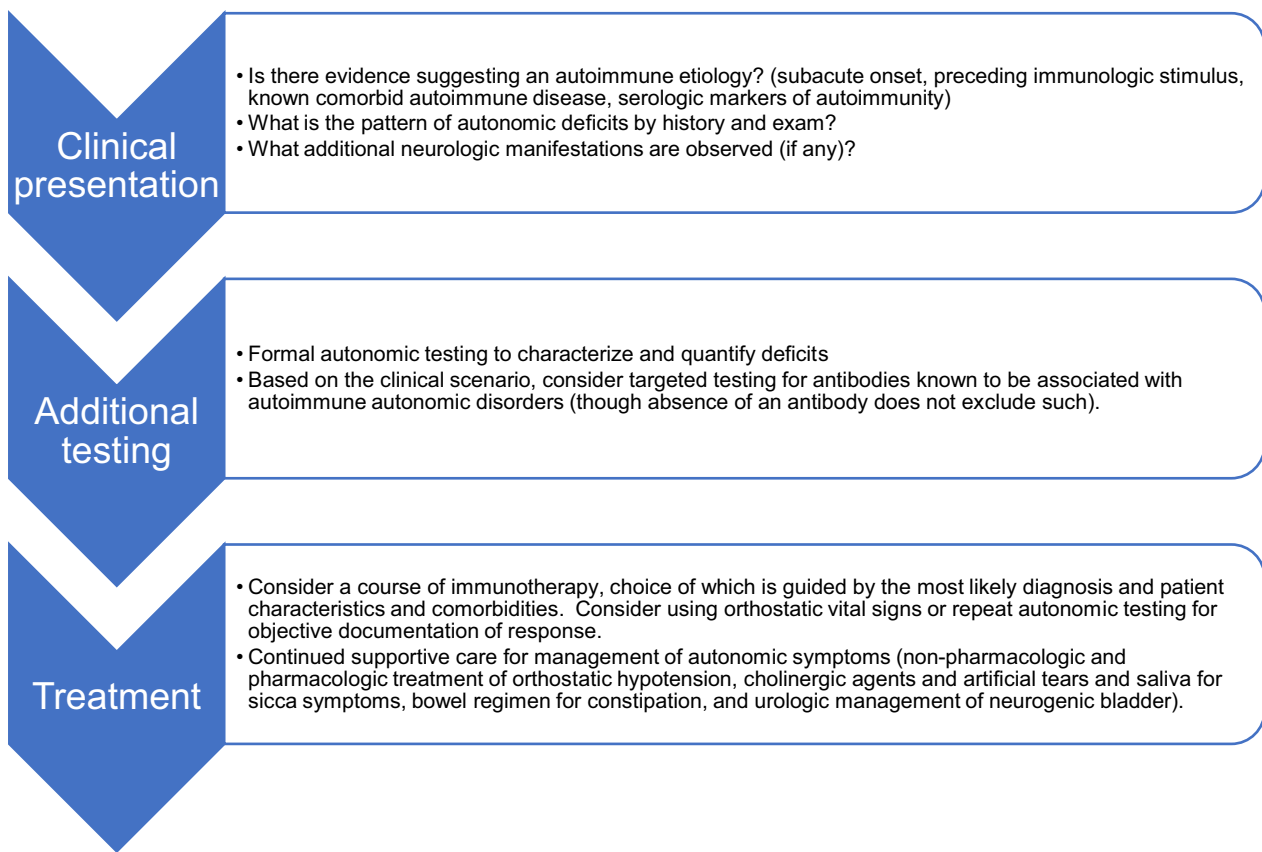 Clinical
presentation
• Is there evidence suggesting an autoimmune etiology? (subacute onset, preceding immunologic stimulus,
known comorbid autoimmune disease, serologic markers of autoimmunity)
• What is the pattern of autonomic deficits by history and exam?
• What additional neurologic manifestations are observed (if any)?
Additional
testing
• Formal autonomic testing to characterize and quantify deficits
• Based on the clinical scenario, consider targeted testing for antibodies known to be associated with
autoimmune autonomic disorders (though absence of an antibody does not exclude such).
Treatment
• Consider a course of immunotherapy, choice of which is guided by the most likely diagnosis and patient
characteristics and comorbidities.  Consider using orthostatic vital signs or repeat autonomic testing for
objective documentation of response.
• Continued supportive care for management of autonomic symptoms (non-pharmacologic and
pharmacologic treatment of orthostatic hypotension, cholinergic agents and artificial tears and saliva for
sicca symptoms, bowel regimen for constipation, and urologic management of neurogenic bladder).